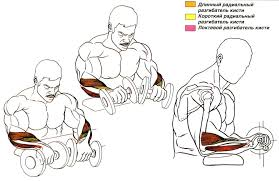 Длинный радиальный
разгибатель кисти
Короткий радиальный
разгибатель кисти
Локтевой разгибатель кисти